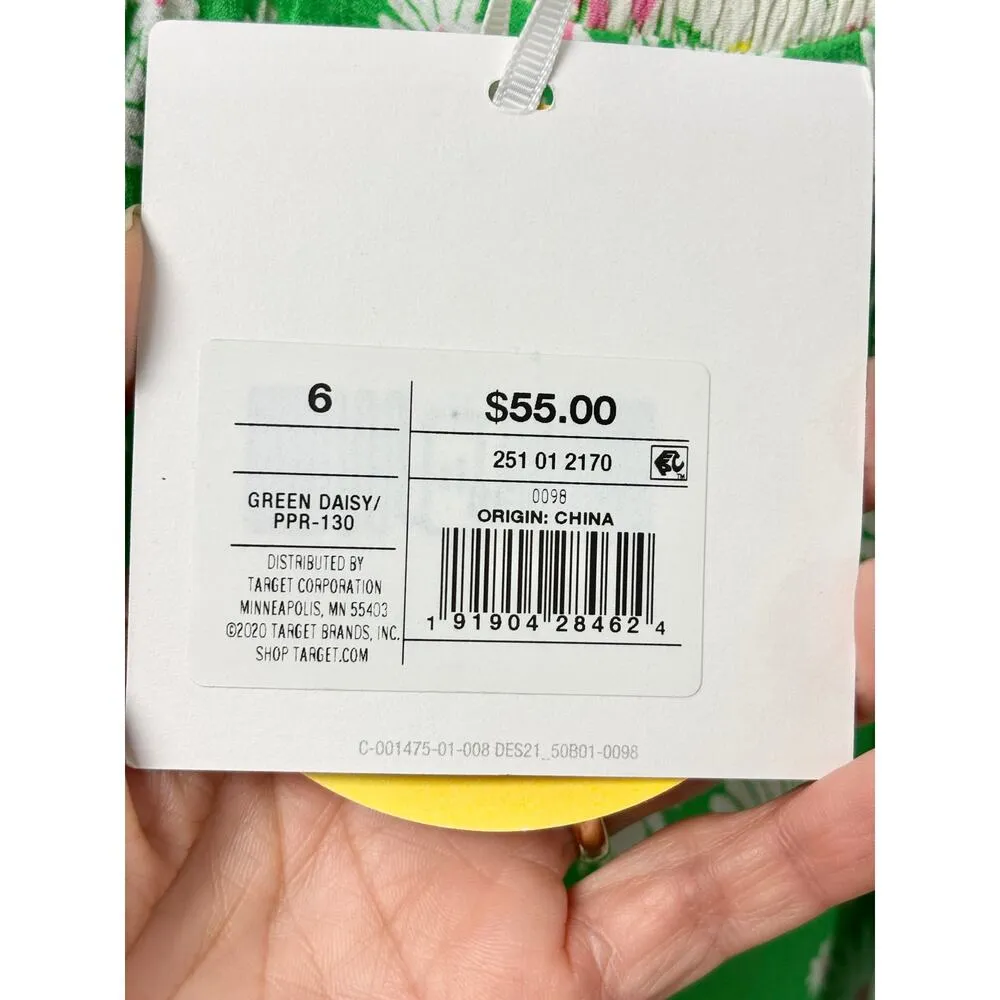 6
GREEN DAISY/
PPR-130
DISTRIBUTED BY
TARGET CORPORATION
MINNEAPOLIS, MN 55403
©2020 TARGET BRANDS, INC.
SHOP TARGET.COM
$55.00
251 01 2170
TM
0098
ORIGIN: CHINA
1 91904 28462 4
C-001475-01-008 DES21_50B01-0098